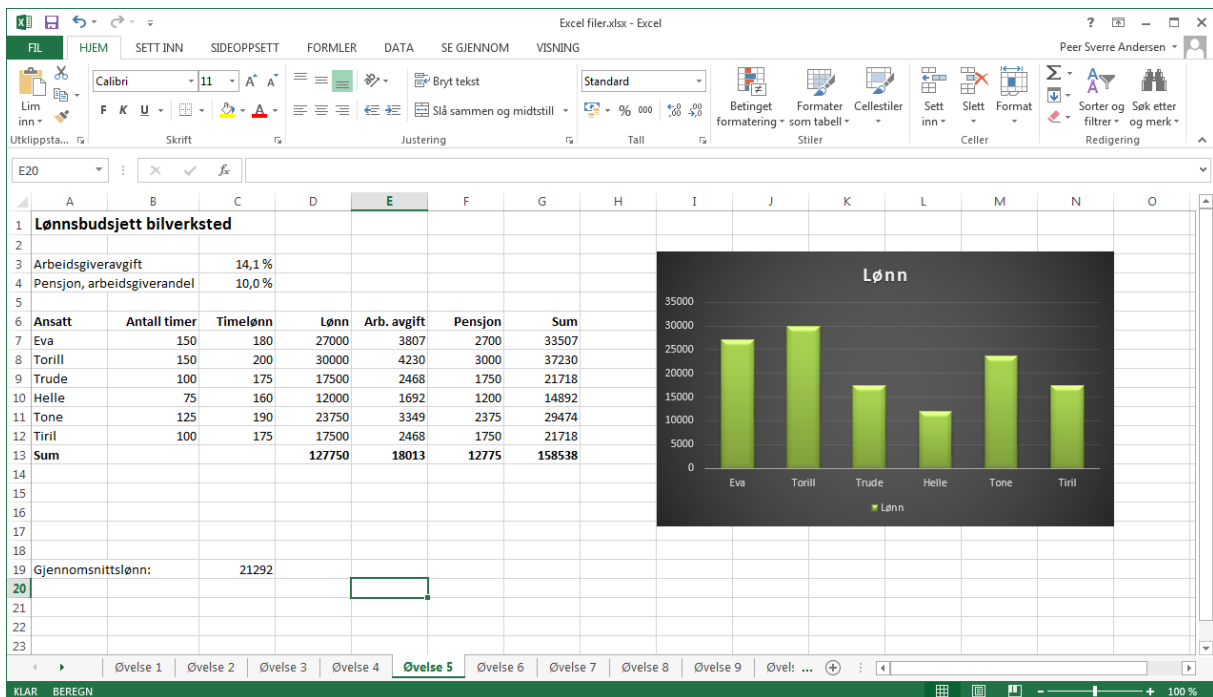 Excel filer.xlsx - Excel
FIL HJEM SETT INN SIDEOPPSETT FORMLER DATA SE GJENNOM VISNING Peer Sverre Andersen
Calibri 11 Bryt tekst Standard
Lim inn
F K U Slå sammen og midtstill % 000
Betinget formatering Formater som tabell Cellestiler
Sett inn Slett Format
Sorter og filtrer Søk etter og merk
Utklippsta... Skrift Justering Tall Stiler Celler Redigering
E20 fx
A B C D E F G H I J K L M N O
1 Lønnsbudsjett bilverksted
2
3 Arbeidsgiveravgift 14,1 %
4 Pensjon, arbeidsgiverandel 10,0 %
5
6 Ansatt Antall timer Timelønn Lønn Arb. avgift Pensjon Sum
7 Eva 150 180 27000 3807 2700 33507
8 Torill 150 200 30000 4230 3000 37230
9 Trude 100 175 17500 2468 1750 21718
10 Helle 75 160 12000 1692 1200 14892
11 Tone 125 190 23750 3349 2375 29474
12 Tiril 100 175 17500 2468 1750 21718
13 Sum 127750 18013 12775 158538
14
15
16
17
18
19 Gjennomsnittslønn: 21292
20
21
22
23
Lønn
35000
30000
25000
20000
15000
10000
5000
0
Eva Torill Trude Helle Tone Tiril
Lønn
Øvelse 1 Øvelse 2 Øvelse 3 Øvelse 4 Øvelse 5 Øvelse 6 Øvelse 7 Øvelse 8 Øvelse 9 Øvels ...
KLAR BEREGN 100 %